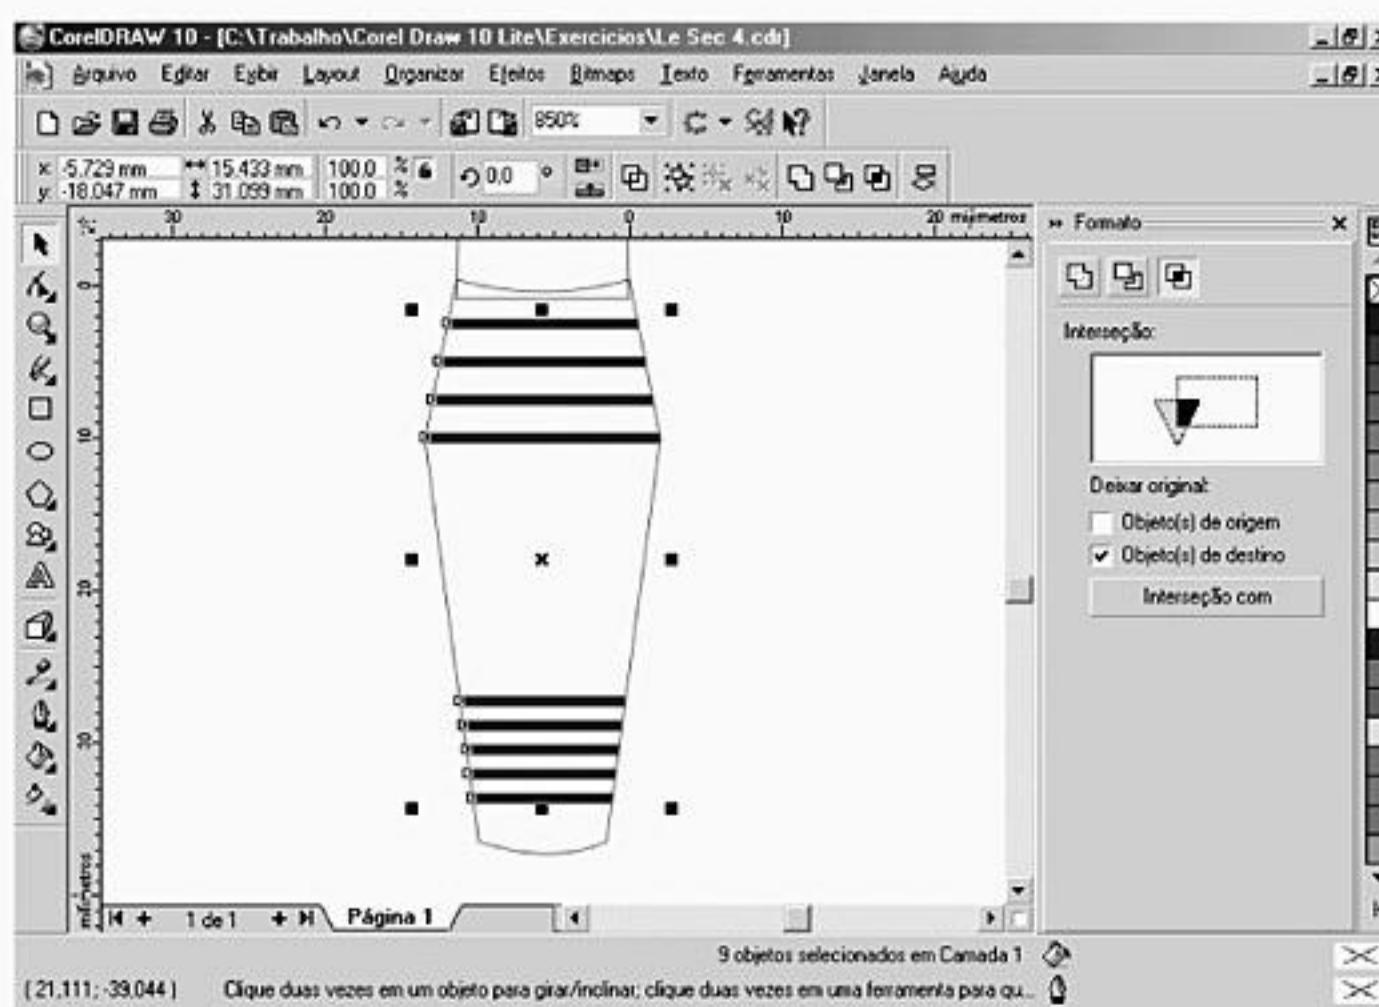 CorelDRAW 10 - [C:\Trabalho\Corel Draw 10 Lite\Exercicios\Le Sec 4.cdr]
Arquivo Editar Exibir Layout Organizar Efeitos Bitmaps Texto Ferramentas Janela Ajuda
850%
x: -5.729 mm 15.433 mm 100.0 % 0,0 °
y: -18.047 mm 31.099 mm 100.0 %
30 20 10 0 10 20 milímetros
Formato
0
Interseção:
10
Deixar original:
Objeto(s) de origem
Objeto(s) de destino
20
Interseção com
30
milímetros
1 de 1 Página 1
9 objetos selecionados em Camada 1
( 21,111 ; -39.044 ) Clique duas vezes em um objeto para girar/inclinar; clique duas vezes em uma ferramenta para qu...